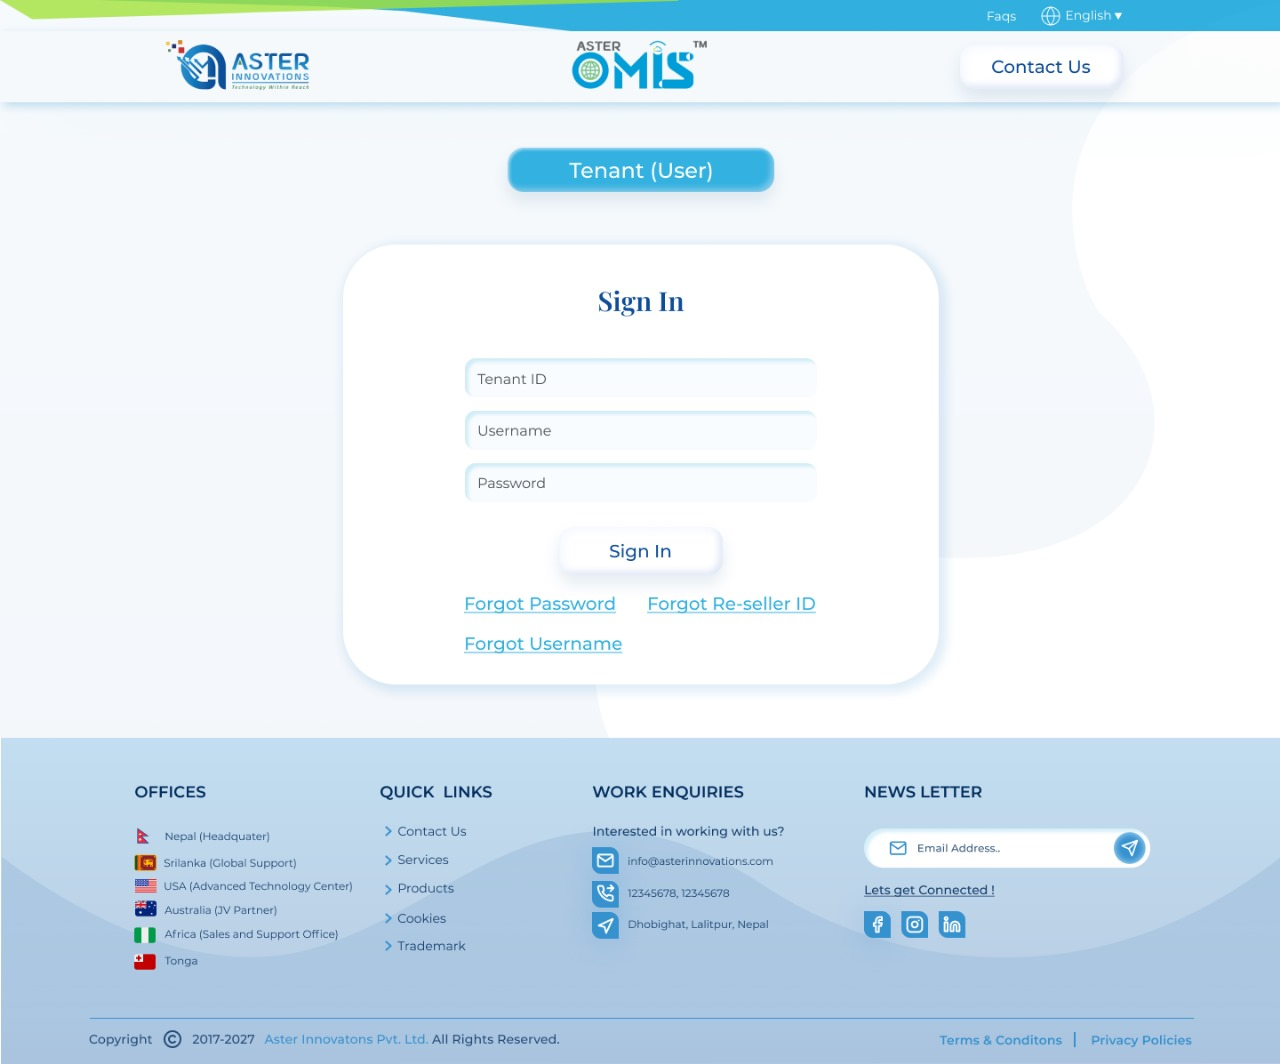 Faqs English ▾
ASTER
INNOVATIONS
Technology Within Reach
ASTER
OMIS™
Contact Us
Tenant (User)
Sign In
Tenant ID
Username
Password
Sign In
Forgot Password Forgot Re-seller ID
Forgot Username
OFFICES
Nepal (Headquater)
Srilanka (Global Support)
USA (Advanced Technology Center)
Australia (JV Partner)
Africa (Sales and Support Office)
Tonga
QUICK LINKS
Contact Us
Services
Products
Cookies
Trademark
WORK ENQUIRIES
Interested in working with us?
info@asterinnovations.com
12345678, 12345678
Dhobighat, Lalitpur, Nepal
NEWS LETTER
Email Address..
Lets get Connected !
Copyright © 2017-2027 Aster Innovatons Pvt. Ltd. All Rights Reserved.
Terms & Conditons | Privacy Policies